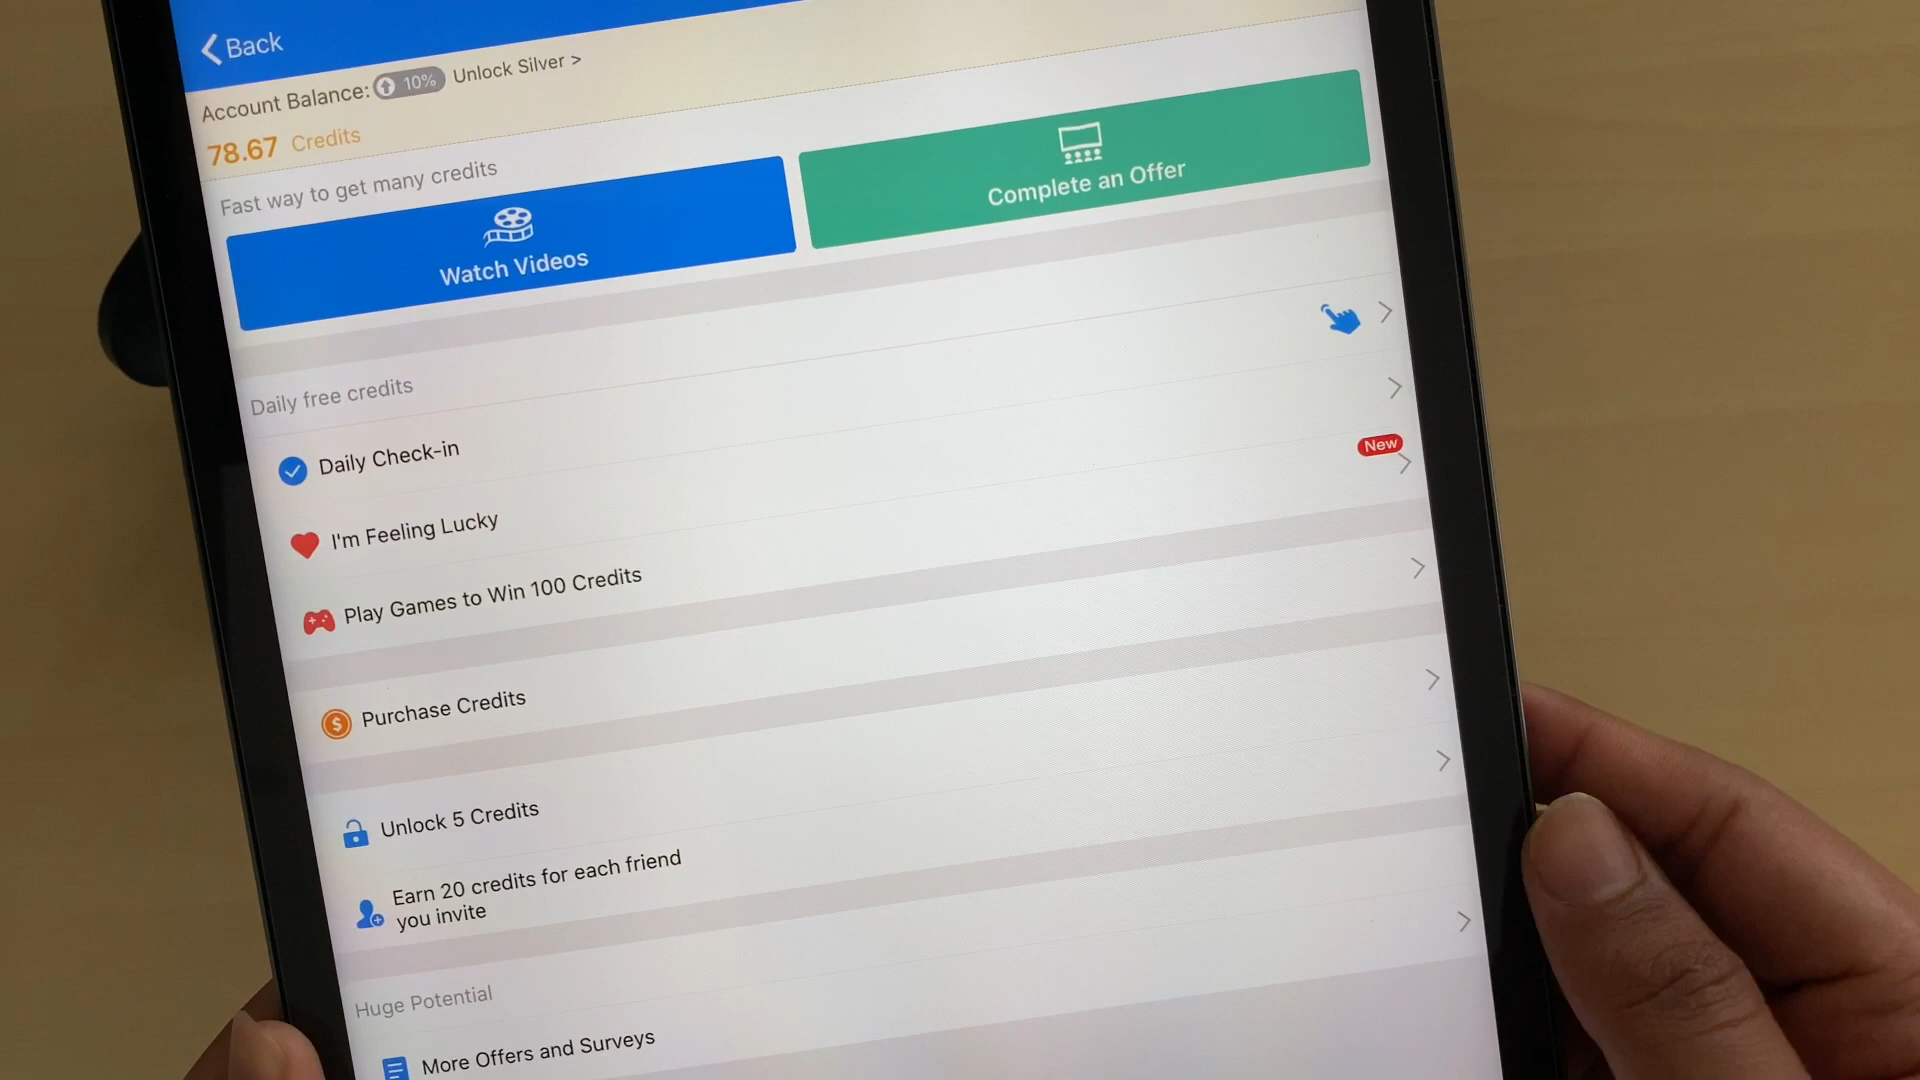 Back
Account Balance: 10% Unlock Silver >
78.67 Credits
Fast way to get many credits
Watch Videos
Complete an Offer
Daily free credits
Daily Check-in
I'm Feeling Lucky
New
Play Games to Win 100 Credits
Purchase Credits
Unlock 5 Credits
Earn 20 credits for each friend
you invite
Huge Potential
More Offers and Surveys